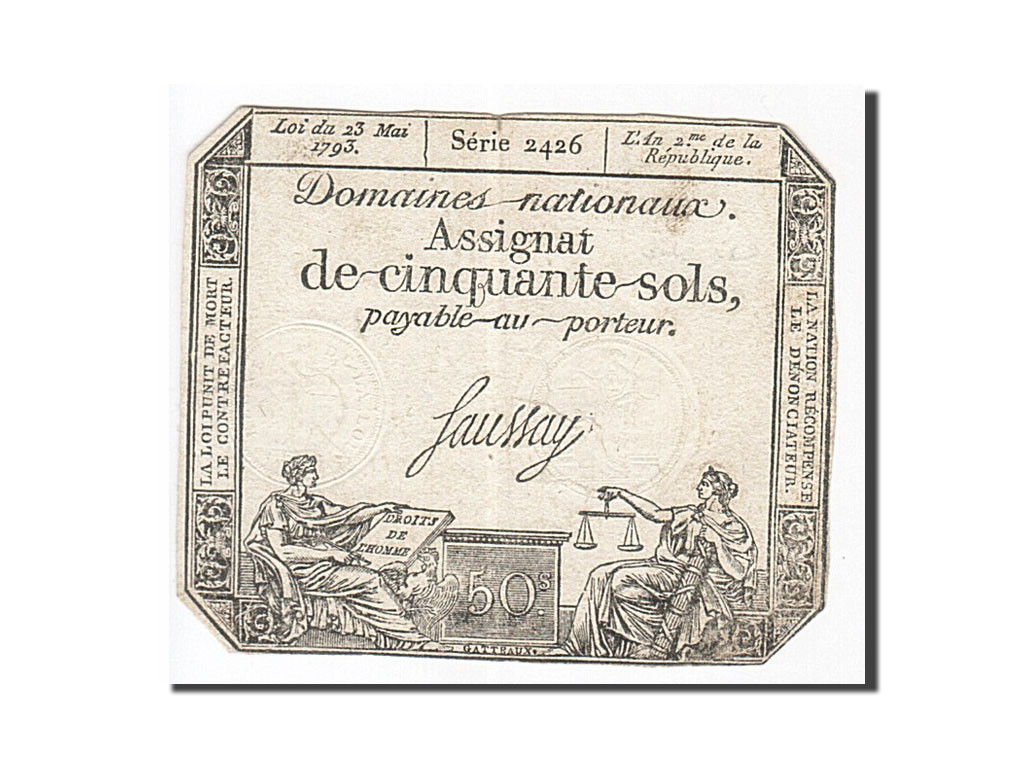 Loi du 23 Mai
1793.
Série 2426
L'An 2.me de la
République.
Domaines nationaux.
Assignat
de cinquante sols,
payable au porteur.
Saussay
LA LOI PUNIT DE MORT
LE CONTREFACTEUR.
LA NATION RÉCOMPENSE
LE DÉNONCIATEUR.
DROITS
DE
L'HOMME
50.s
GATTEAUX.